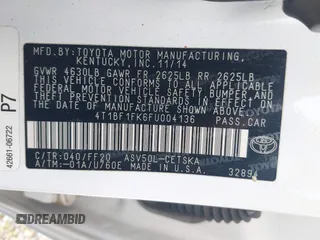 MFD.BY:TOYOTA MOTOR MANUFACTURING,
KENTUCKY,INC.11/14
GVWR 4630LB GAWR FR 2625LB RR 2625LB
THIS VEHICLE CONFORMS TO ALL APPLICABLE
FEDERAL MOTOR VEHICLE SAFETY, BUMPER, AND
THEFT PREVENTION STANDARDS IN EFFECT ON
THE DATE OF MANUFACTURE SHOWN ABOVE.
4T1BF1FK6FU004136 PASS.CAR
C/TR:040/FF20 ASV50L-CETSKA
A/TM:-01A/U760E U.S.A. 3289
TOYOTA
P7
42661-06722
DREAMBID